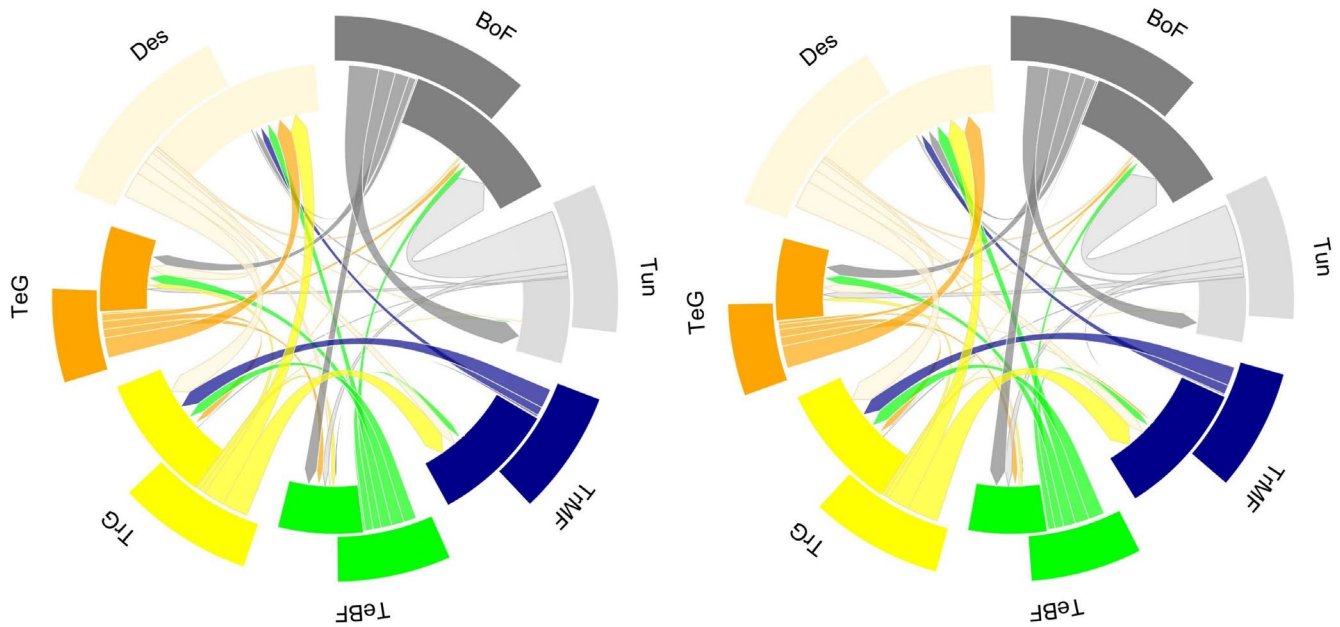 Des
BoF
Tun
TrMF
TeBF
TrG
TeG
Des
BoF
Tun
TrMF
TeBF
TrG
TeG